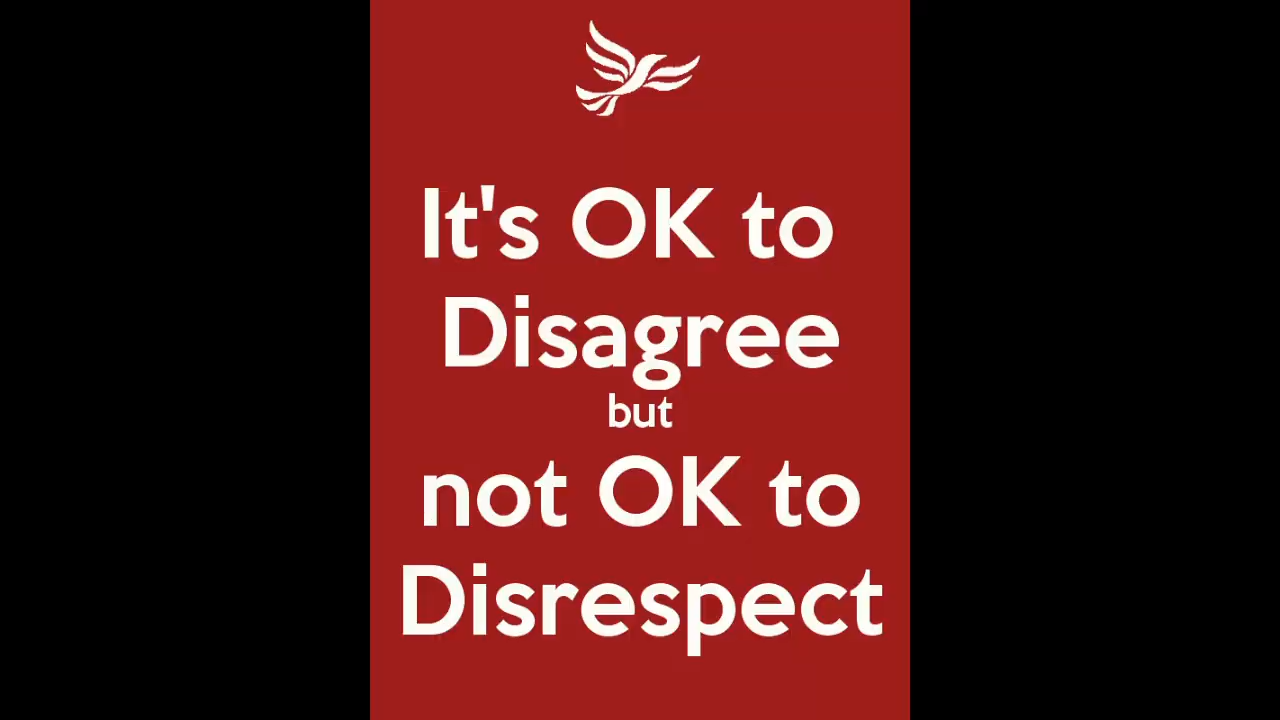 It's OK to
Disagree
but
not OK to
Disrespect